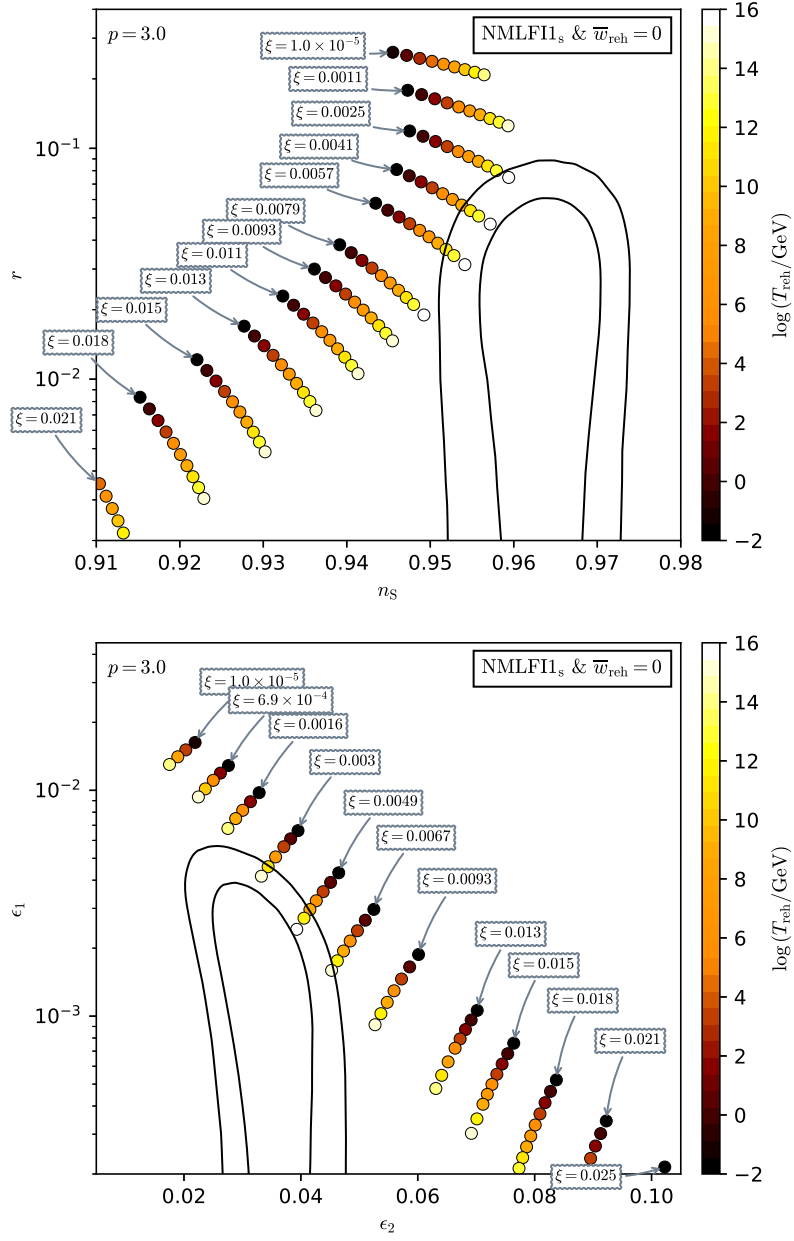 p = 3.0
NMLFI1s & w̅reh = 0
ξ = 1.0 × 10⁻⁵
ξ = 0.0011
ξ = 0.0025
ξ = 0.0041
ξ = 0.0057
ξ = 0.0079
ξ = 0.0093
ξ = 0.011
ξ = 0.013
ξ = 0.015
ξ = 0.018
ξ = 0.021
10⁻¹
10⁻²
r
0.91 0.92 0.93 0.94 0.95 0.96 0.97 0.98
nS
16
14
12
10
8
6
4
2
0
−2
log (Treh/GeV)
p = 3.0
NMLFI1s & w̅reh = 0
ξ = 1.0 × 10⁻⁵
ξ = 6.9 × 10⁻⁴
ξ = 0.0016
ξ = 0.003
ξ = 0.0049
ξ = 0.0067
ξ = 0.0093
ξ = 0.013
ξ = 0.015
ξ = 0.018
ξ = 0.021
ξ = 0.025
10⁻²
10⁻³
ϵ₁
0.02 0.04 0.06 0.08 0.10
ϵ₂
16
14
12
10
8
6
4
2
0
−2
log (Treh/GeV)